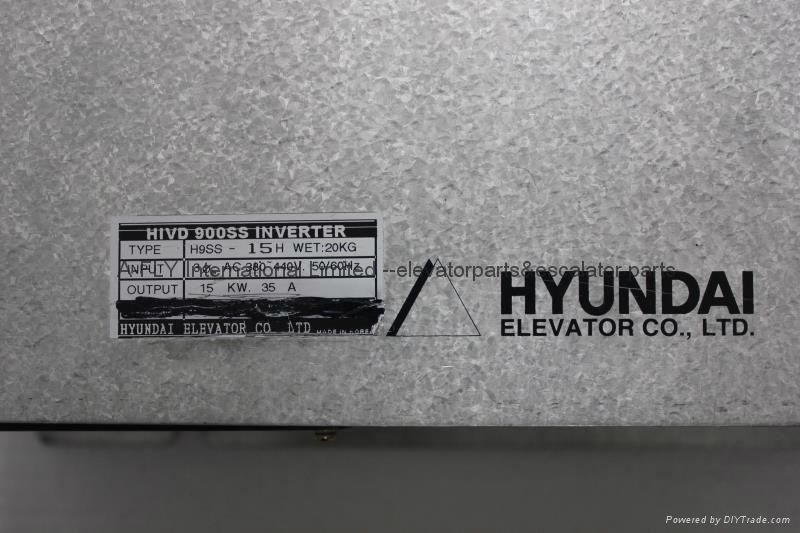 HIVD 900SS INVERTER
TYPE H9SS - 15H WET:20KG
INPUT AC 380~440V, 50/60Hz
OUTPUT 15 KW. 35 A
HYUNDAI ELEVATOR CO. LTD. MADE IN KOREA
HYUNDAI
ELEVATOR CO., LTD.
International Limited--elevatorparts&escalator parts
Powered by DIYTrade.com